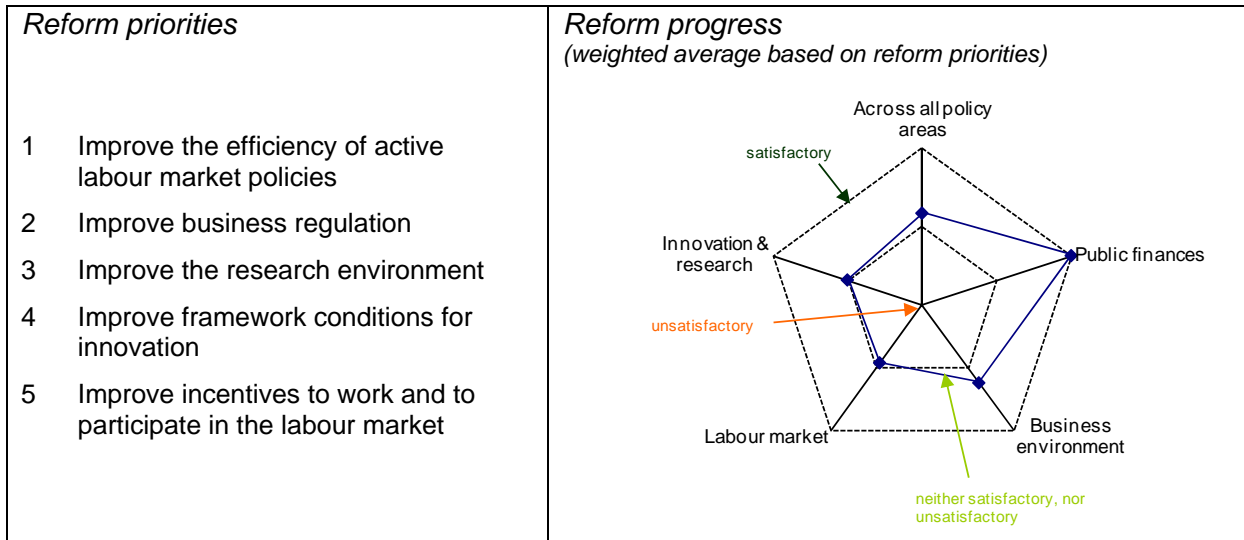 Reform priorities
1 Improve the efficiency of active
labour market policies
2 Improve business regulation
3 Improve the research environment
4 Improve framework conditions for
innovation
5 Improve incentives to work and to
participate in the labour market
Reform progress
(weighted average based on reform priorities)
Across all policy
areas
satisfactory
Innovation &
research
Public finances
unsatisfactory
Labour market
Business
environment
neither satisfactory, nor
unsatisfactory